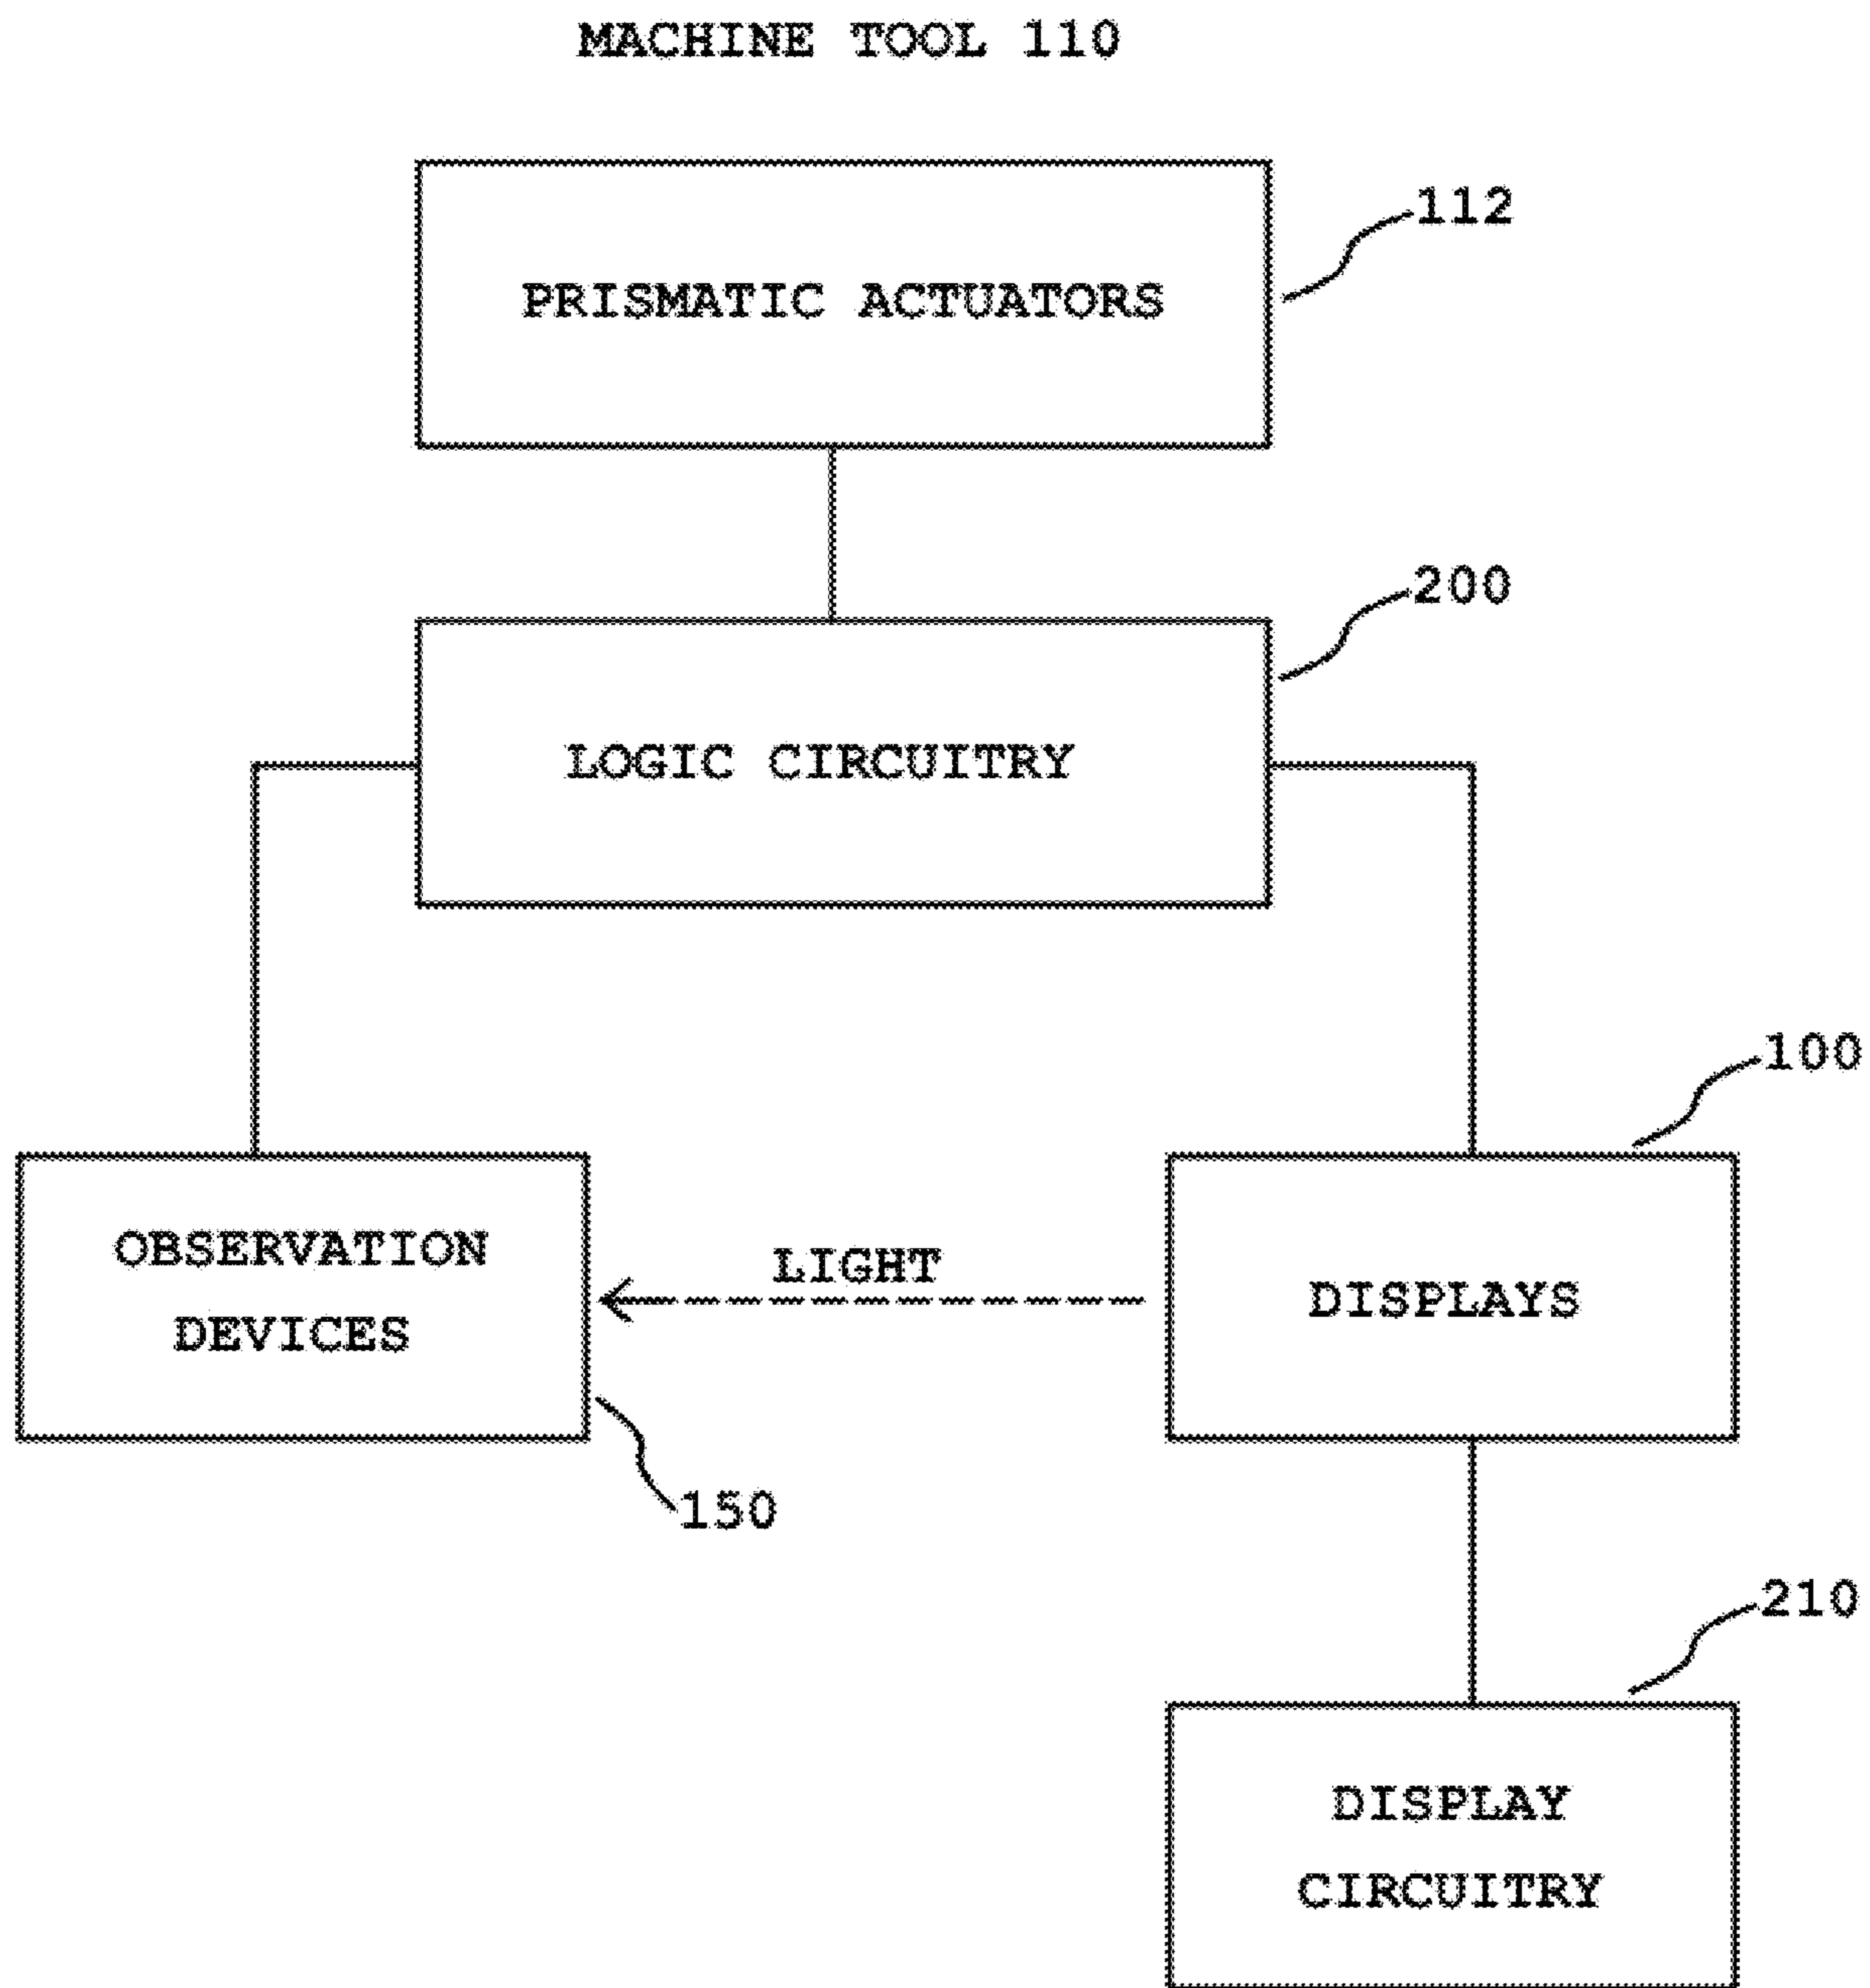 MACHINE TOOL 110
112
PRISMATIC ACTUATORS
200
LOGIC CIRCUITRY
100
OBSERVATION
DEVICES
LIGHT
DISPLAYS
150
210
DISPLAY
CIRCUITRY